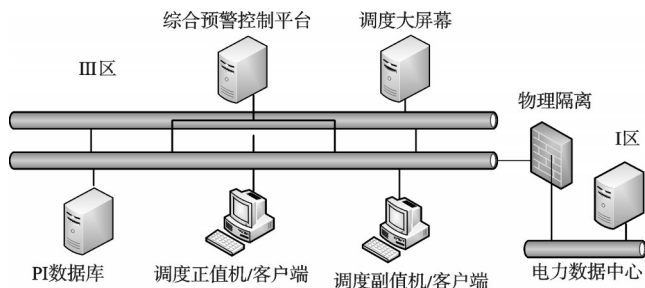 综合预警控制平台
调度大屏幕
III区
物理隔离
I区
PI数据库
调度正值机/客户端
调度副值机/客户端
电力数据中心